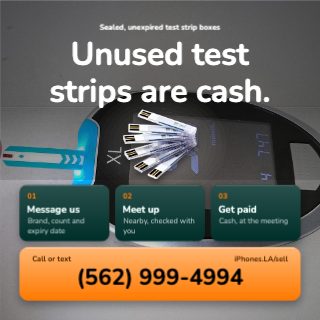 Sealed, unexpired test strip boxes
Unused test
strips are cash.
XL
01
Message us
Brand, count and
expiry date
02
Meet up
Nearby, checked with
you
03
Get paid
Cash, at the meeting
Call or text
iPhones.LA/sell
(562) 999-4994